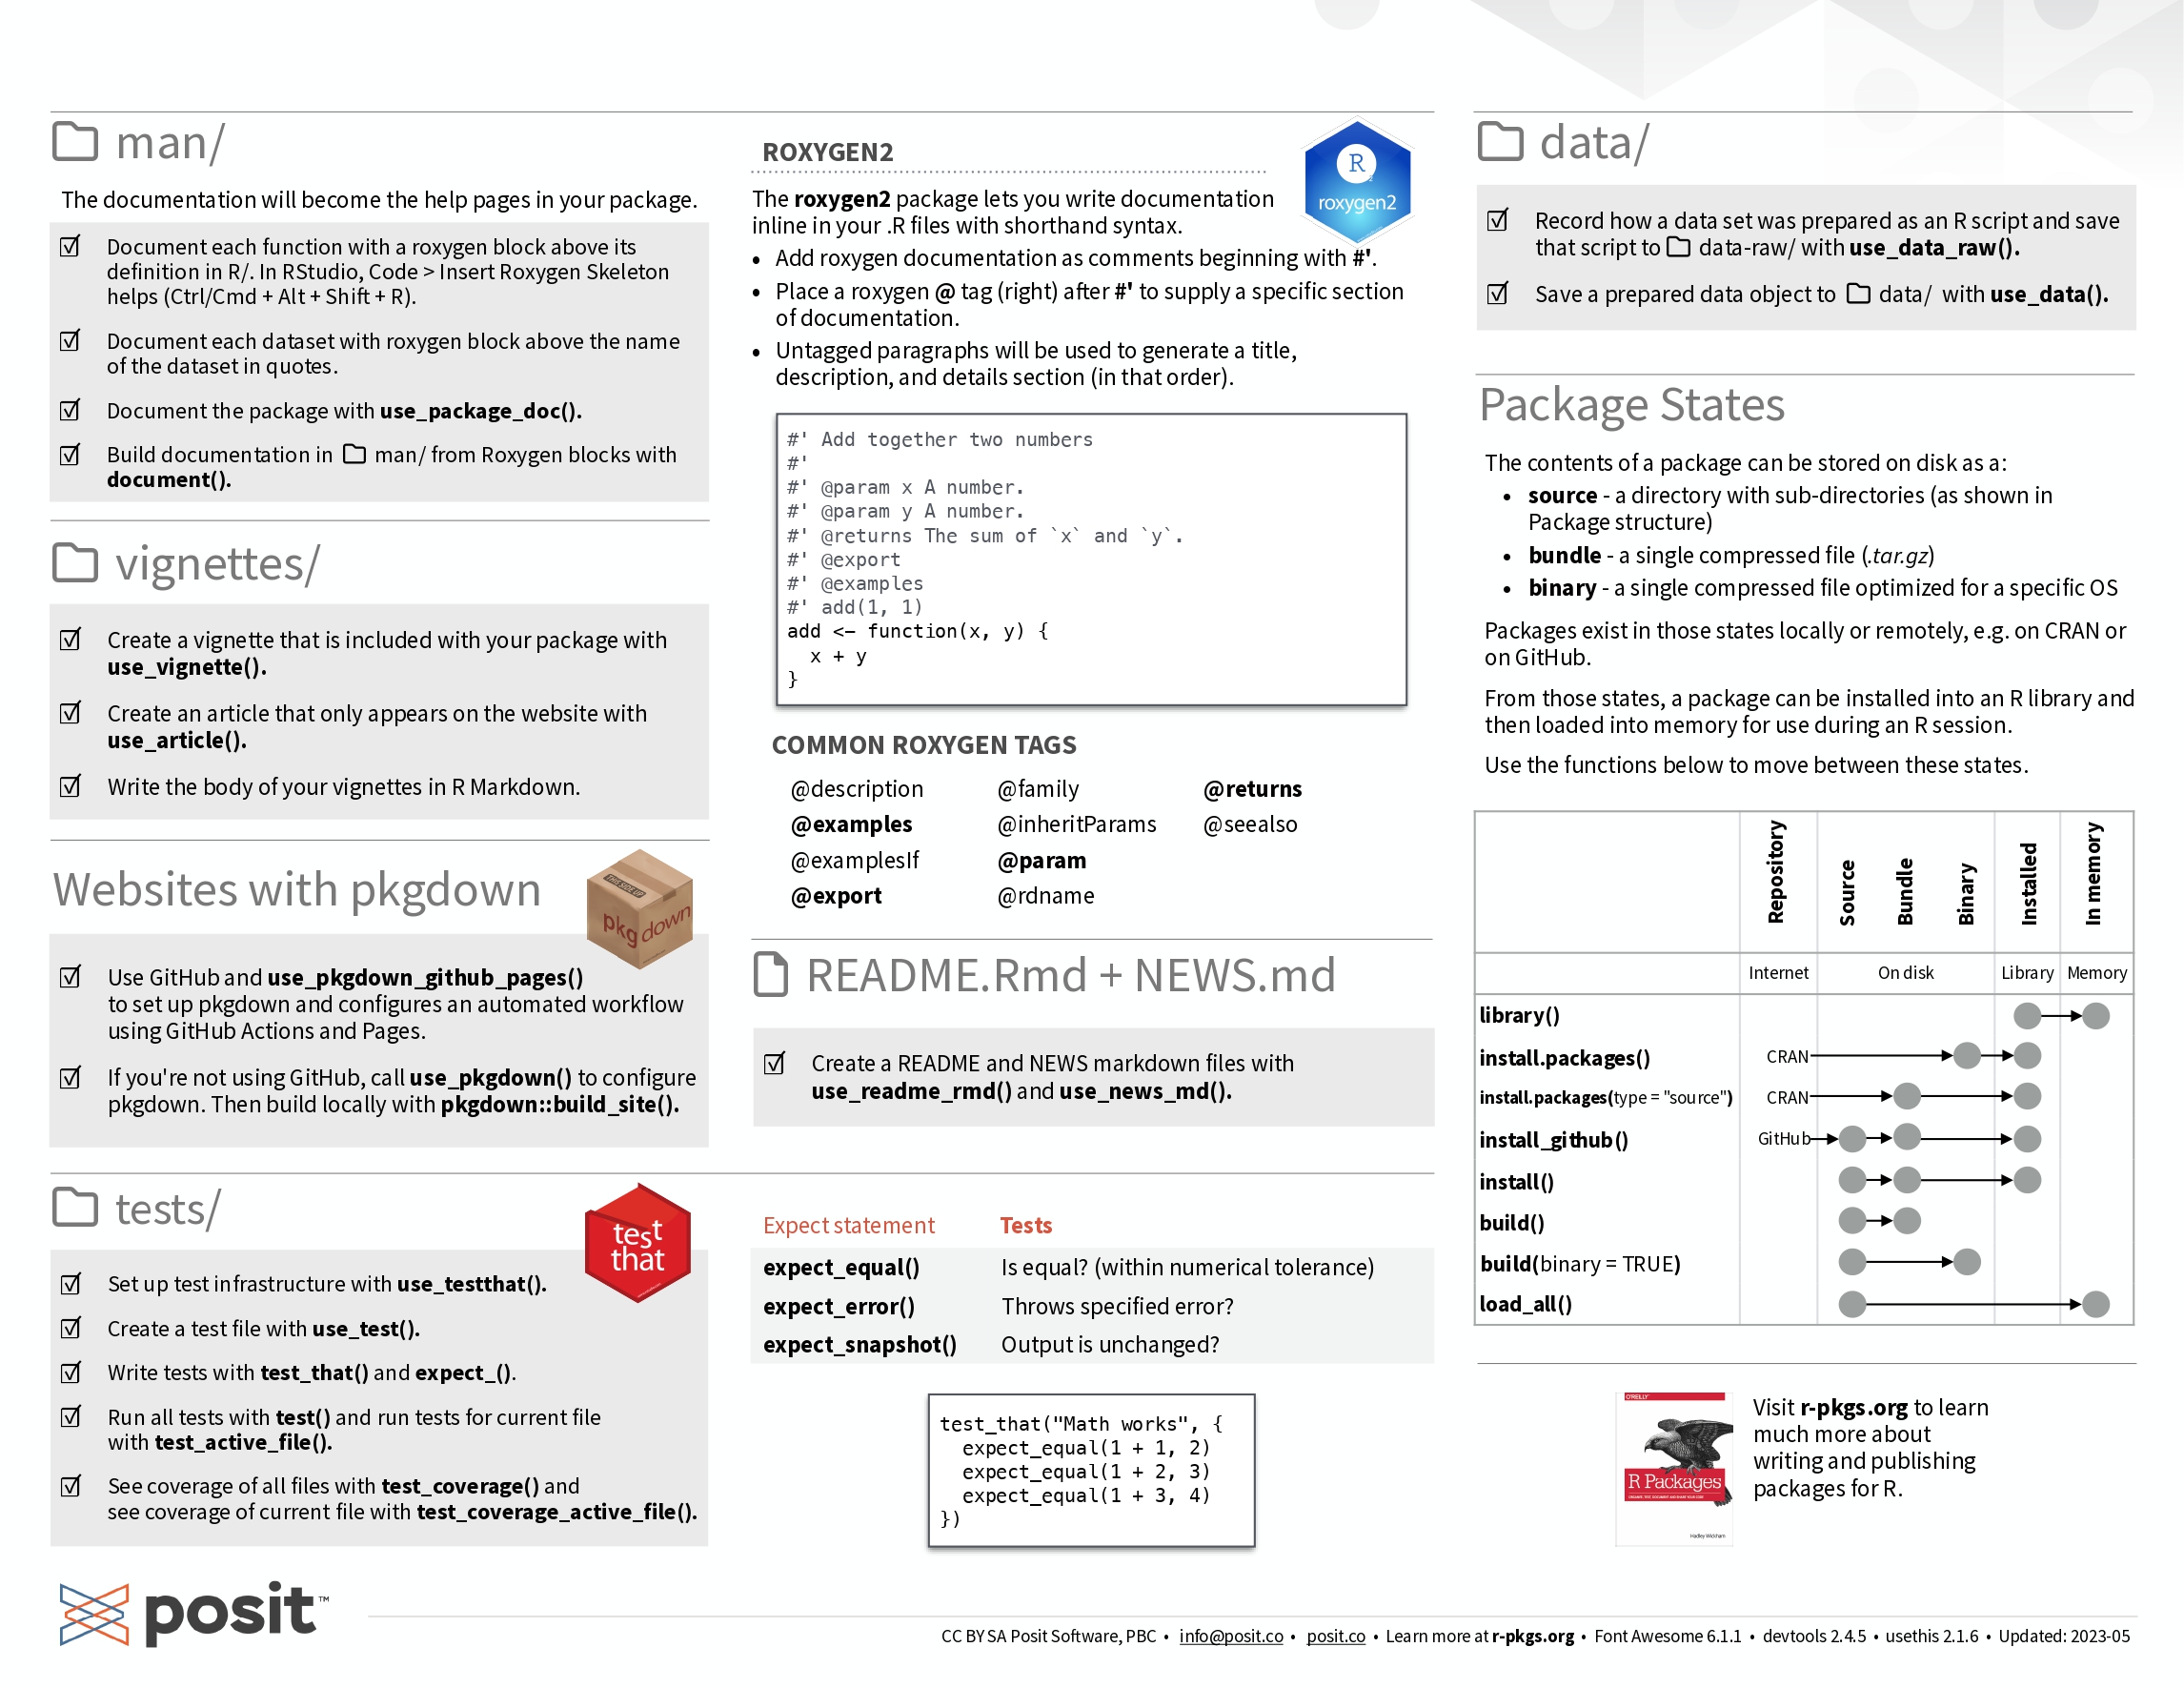 man/
The documentation will become the help pages in your package.
Document each function with a roxygen block above its
definition in R/. In RStudio, Code > Insert Roxygen Skeleton
helps (Ctrl/Cmd + Alt + Shift + R).
Document each dataset with roxygen block above the name
of the dataset in quotes.
Document the package with use_package_doc().
Build documentation in man/ from Roxygen blocks with
document().
vignettes/
Create a vignette that is included with your package with
use_vignette().
Create an article that only appears on the website with
use_article().
Write the body of your vignettes in R Markdown.
Websites with pkgdown
THIS SIDE UP
pkgdown
Use GitHub and use_pkgdown_github_pages()
to set up pkgdown and configures an automated workflow
using GitHub Actions and Pages.
If you're not using GitHub, call use_pkgdown() to configure
pkgdown. Then build locally with pkgdown::build_site().
tests/
test
that
Set up test infrastructure with use_testthat().
Create a test file with use_test().
Write tests with test_that() and expect_().
Run all tests with test() and run tests for current file
with test_active_file().
See coverage of all files with test_coverage() and
see coverage of current file with test_coverage_active_file().
ROXYGEN2
R
roxygen2
The roxygen2 package lets you write documentation
inline in your .R files with shorthand syntax.
• Add roxygen documentation as comments beginning with #'.
• Place a roxygen @ tag (right) after #' to supply a specific section
of documentation.
• Untagged paragraphs will be used to generate a title,
description, and details section (in that order).
#' Add together two numbers
#'
#' @param x A number.
#' @param y A number.
#' @returns The sum of `x` and `y`.
#' @export
#' @examples
#' add(1, 1)
add <- function(x, y) {
x + y
}
COMMON ROXYGEN TAGS
@description @family @returns
@examples @inheritParams @seealso
@examplesIf @param
@export @rdname
README.Rmd + NEWS.md
Create a README and NEWS markdown files with
use_readme_rmd() and use_news_md().
Expect statement Tests
expect_equal() Is equal? (within numerical tolerance)
expect_error() Throws specified error?
expect_snapshot() Output is unchanged?
test_that("Math works", {
expect_equal(1 + 1, 2)
expect_equal(1 + 2, 3)
expect_equal(1 + 3, 4)
})
data/
Record how a data set was prepared as an R script and save
that script to data-raw/ with use_data_raw().
Save a prepared data object to data/ with use_data().
Package States
The contents of a package can be stored on disk as a:
• source - a directory with sub-directories (as shown in
Package structure)
• bundle - a single compressed file (.tar.gz)
• binary - a single compressed file optimized for a specific OS
Packages exist in those states locally or remotely, e.g. on CRAN or
on GitHub.
From those states, a package can be installed into an R library and
then loaded into memory for use during an R session.
Use the functions below to move between these states.
Repository Source Bundle Binary Installed In memory
Internet On disk Library Memory
library()
install.packages() CRAN
install.packages(type = "source") CRAN
install_github() GitHub
install()
build()
build(binary = TRUE)
load_all()
O'REILLY
R Packages
Hadley Wickham
Visit r-pkgs.org to learn
much more about
writing and publishing
packages for R.
posit™
CC BY SA Posit Software, PBC • info@posit.co • posit.co • Learn more at r-pkgs.org • Font Awesome 6.1.1 • devtools 2.4.5 • usethis 2.1.6 • Updated: 2023-05